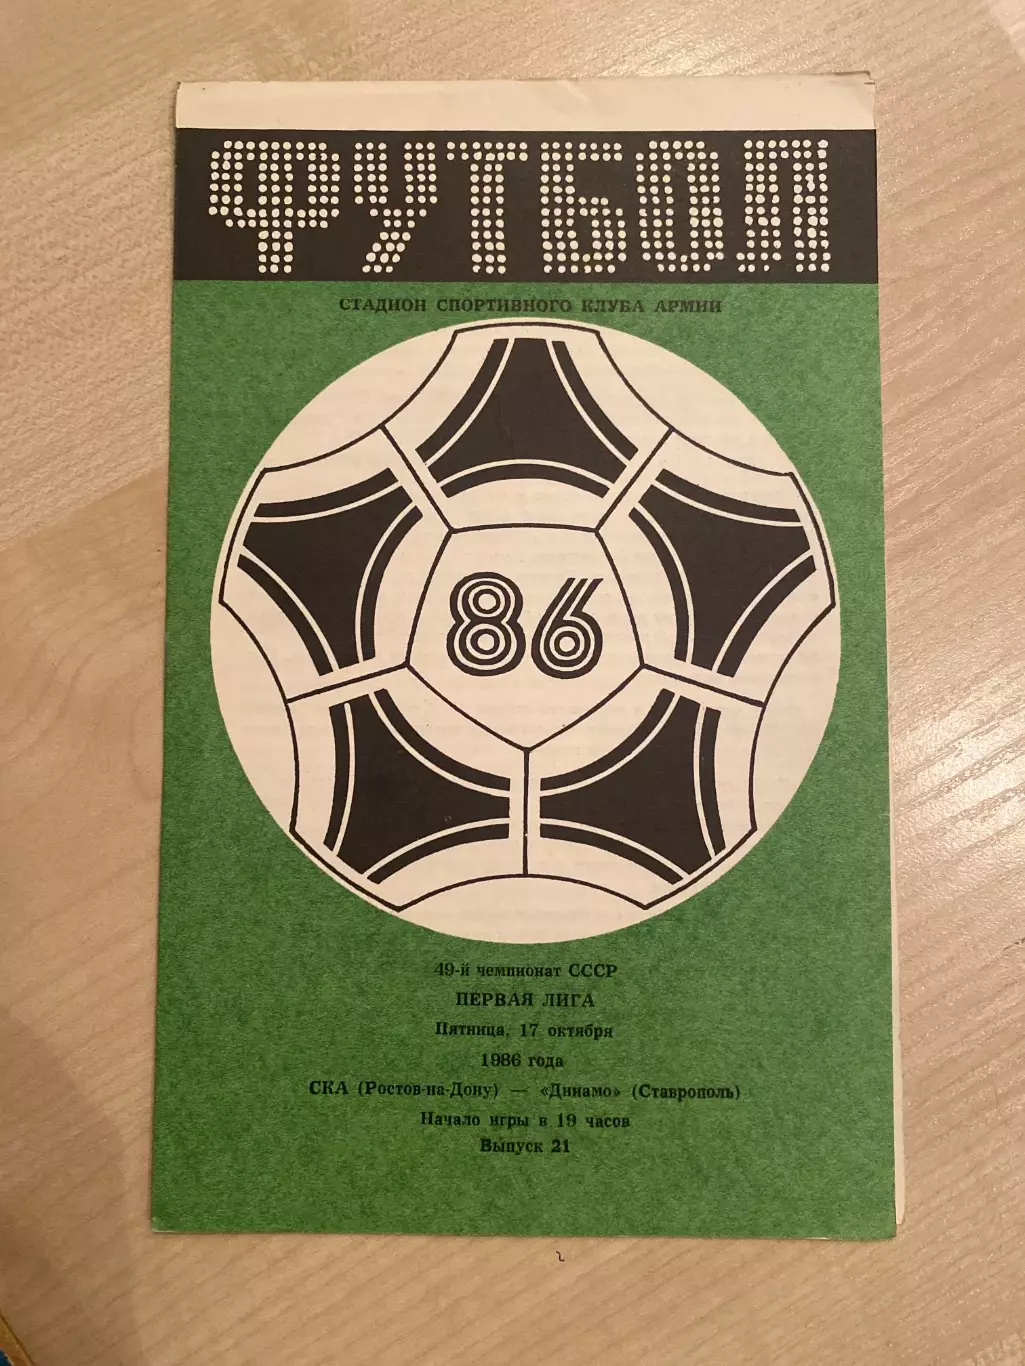 ФУТБОЛ
СТАДИОН СПОРТИВНОГО КЛУБА АРМИИ
86
49-й чемпионат СССР
ПЕРВАЯ ЛИГА
Пятница, 17 октября
1986 года
СКА (Ростов-на-Дону) — «Динамо» (Ставрополь)
Начало игры в 19 часов
Выпуск 21